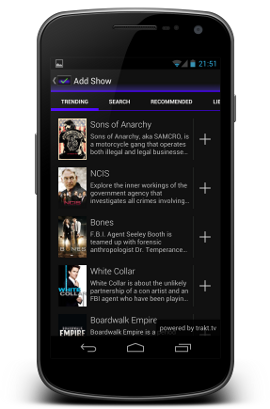 21:51
Add Show
TRENDING SEARCH RECOMMENDED
Sons of Anarchy
Sons of Anarchy, aka SAMCRO, is
a motorcycle gang that operates
both illegal and legal businesse...
NCIS
Explore the inner workings of the
government agency that
investigates all crimes involving...
Bones
F.B.I. Agent Seeley Booth is
teamed up with forensic
anthropologist Dr. Temperance...
WHITE
COLL
White Collar
White Collar is about the unlikely
partnership of a con artist and an
FBI agent who have been playin...
Boardwalk Empire
EMPIRE
Boardwalk Empire is a
powered by trakt.tv